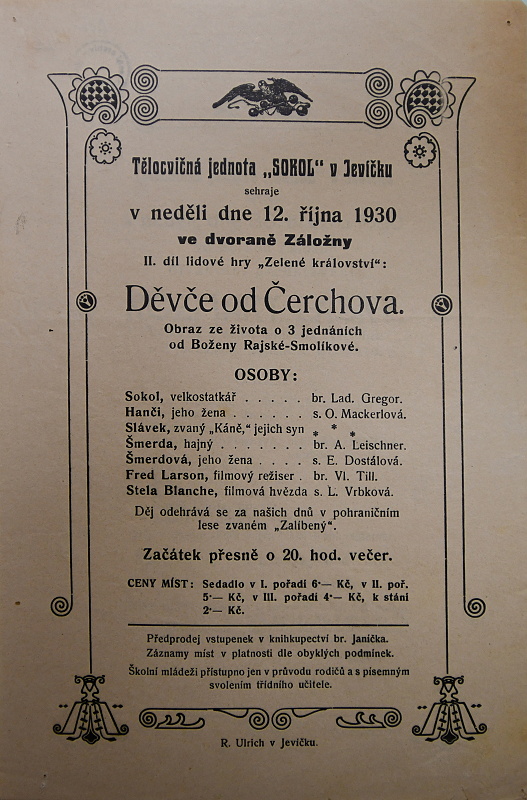 Tělocvičná jednota „SOKOL“ v Jevíčku
sehraje
v neděli dne 12. října 1930
ve dvoraně Záložny
II. díl lidové hry „Zelené království“:
Děvče od Čerchova.
Obraz ze života o 3 jednáních
od Boženy Rajské-Smolíkové.
OSOBY:
Sokol, velkostatkář . . . . . br. Lad. Gregor.
Hanči, jeho žena . . . . . . s. O. Mackerlová.
Slávek, zvaný „Káně,“ jejich syn * * *
Šmerda, hajný . . . . . . . br. A. Leischner.
Šmerdová, jeho žena . . . . s. E. Dostálová.
Fred Larson, filmový režiser . br. Vl. Till.
Stela Blanche, filmová hvězda s. L. Vrbková.
Děj odehrává se za našich dnů v pohraničním
lese zvaném „Zalíbený“.
Začátek přesně o 20. hod. večer.
CENY MÍST: Sedadlo v I. pořadí 6·— Kč, v II. poř.
5·— Kč, v III. pořadí 4·— Kč, k stání
2·— Kč.
Předprodej vstupenek v knihkupectví br. Janíčka.
Záznamy míst v platnosti dle obyklých podmínek.
Školní mládeži přístupno jen v průvodu rodičů a s písemným
svolením třídního učitele.
R. Ulrich v Jevíčku.